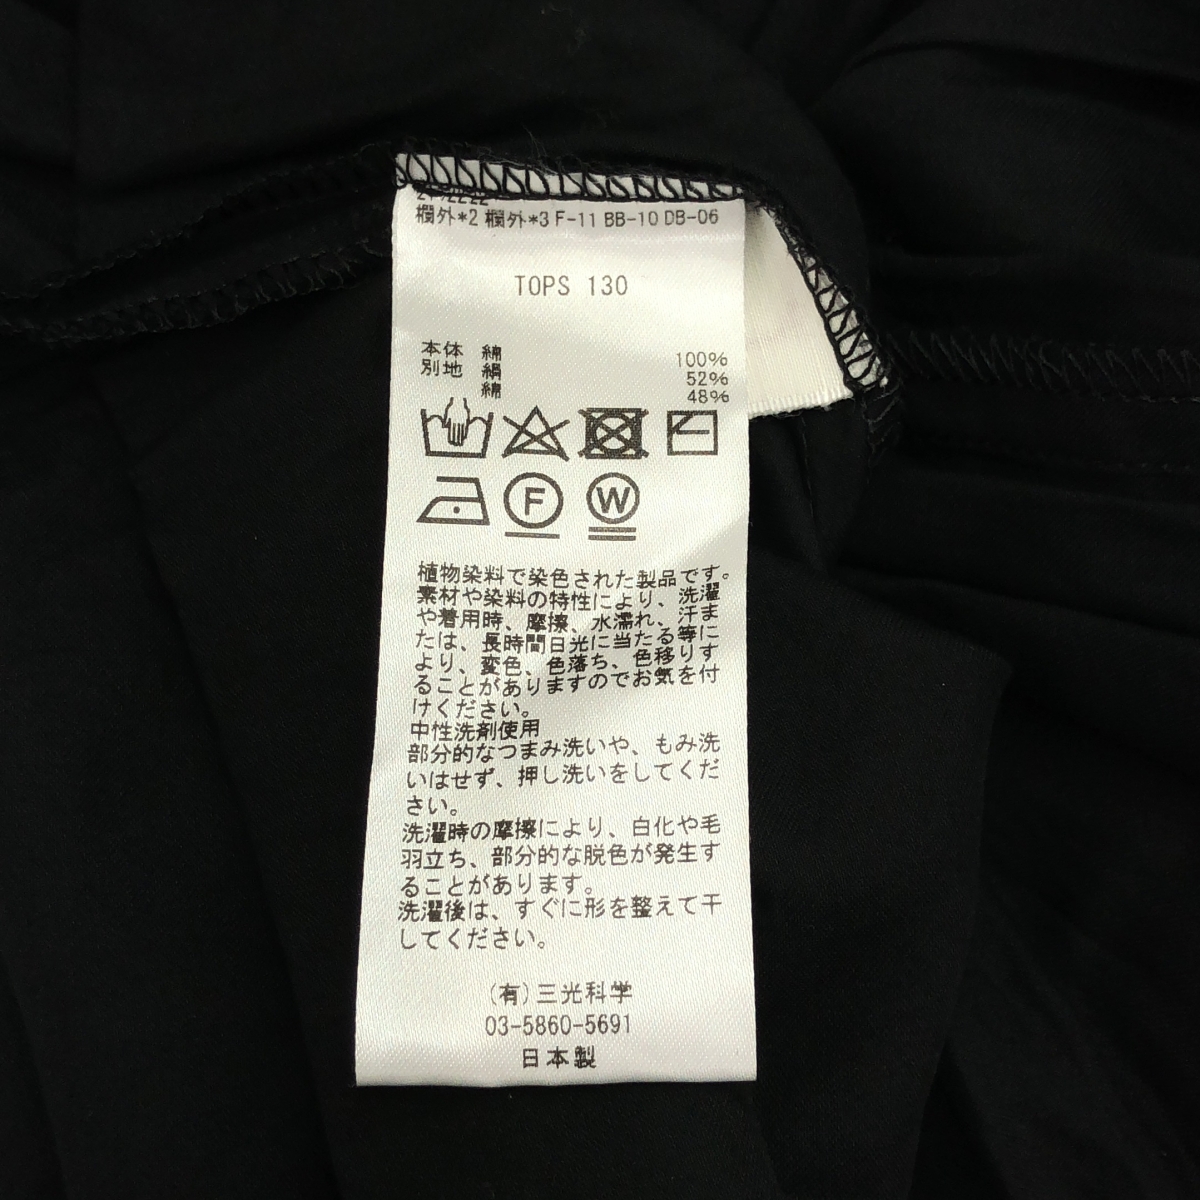 欄外*2 欄外*3 F-11 BB-10 DB-06
TOPS 130
本体 綿 100%
別地 絹 52%
綿 48%
F W
植物染料で染色された製品です。
素材や染料の特性により、洗濯
や着用時、摩擦、水濡れ、汗ま
たは、長時間日光に当たる等に
より、変色、色落ち、色移りす
ることがありますのでお気を付
けください。
中性洗剤使用
部分的なつまみ洗いや、もみ洗
いはせず、押し洗いをしてくだ
さい。
洗濯時の摩擦により、白化や毛
羽立ち、部分的な脱色が発生す
ることがあります。
洗濯後は、すぐに形を整えて干
してください。
(有)三光科学
03-5860-5691
日本製